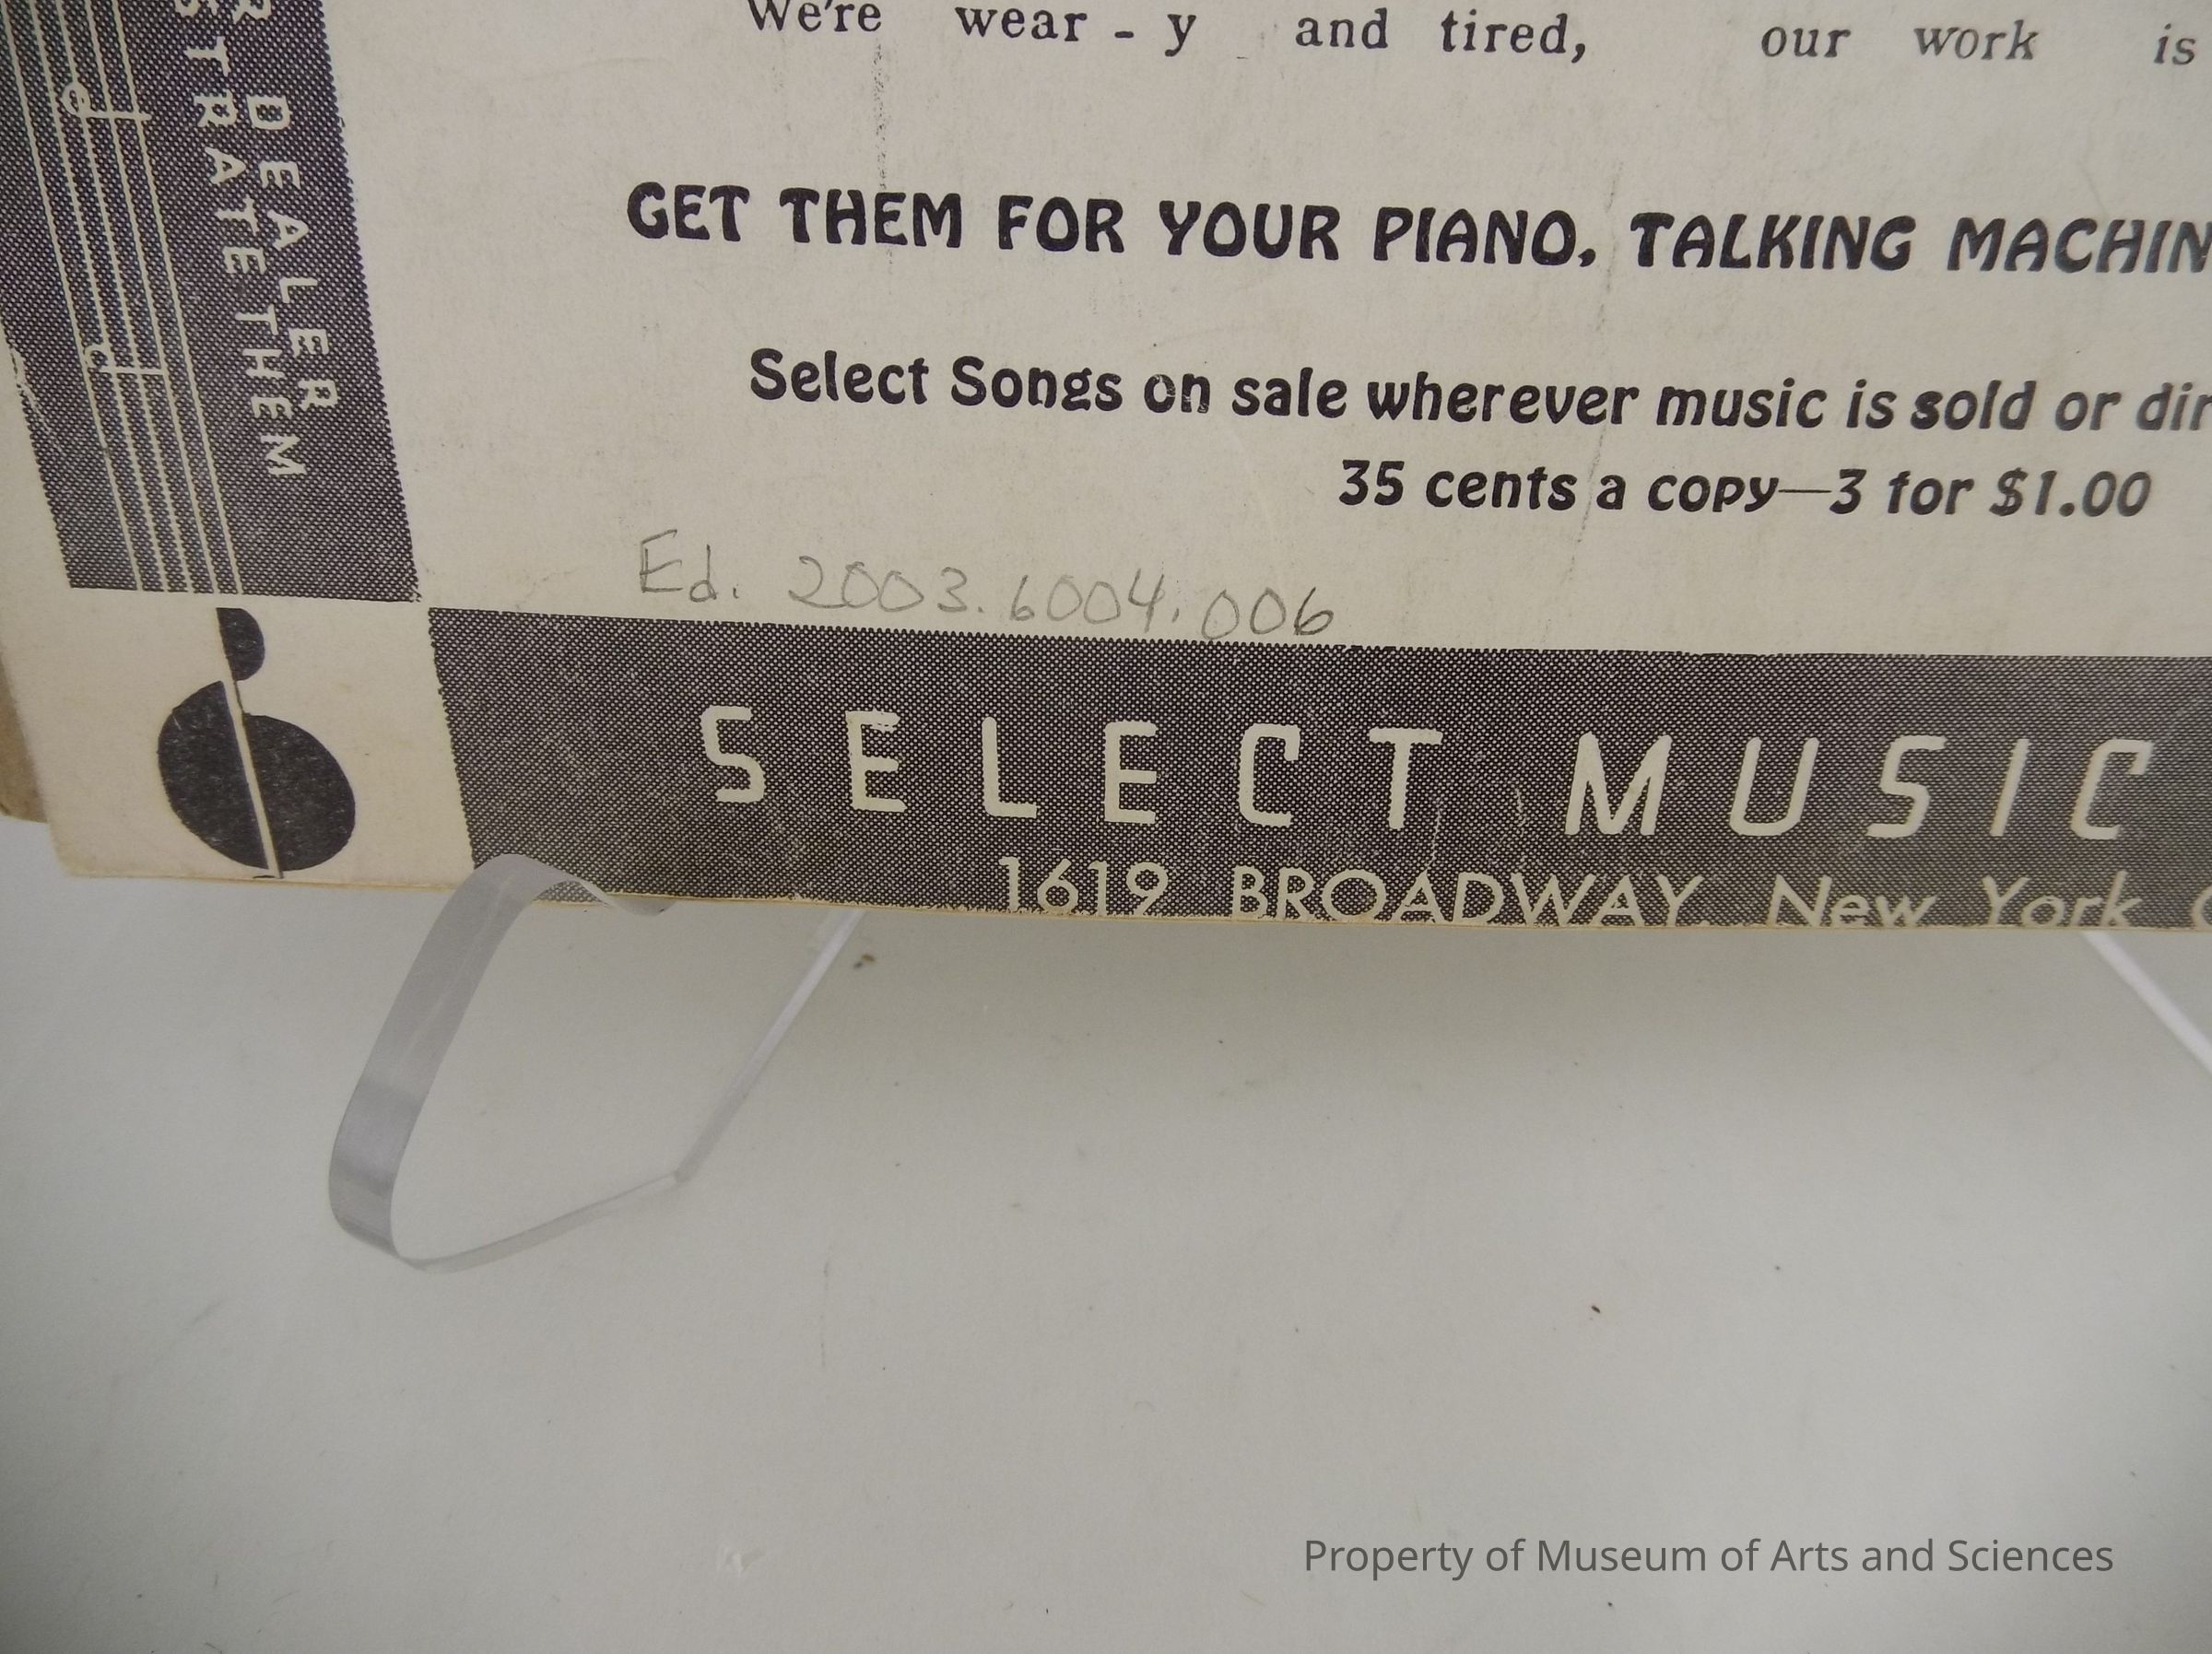 R DEALER
STRATE THEM
We're wear - y and tired, our work is
GET THEM FOR YOUR PIANO, TALKING MACHIN
Select Songs on sale wherever music is sold or dir
35 cents a copy—3 for $1.00
Ed. 2003.6004.006
SELECT MUSIC
1619 BROADWAY, New York C
Property of Museum of Arts and Sciences